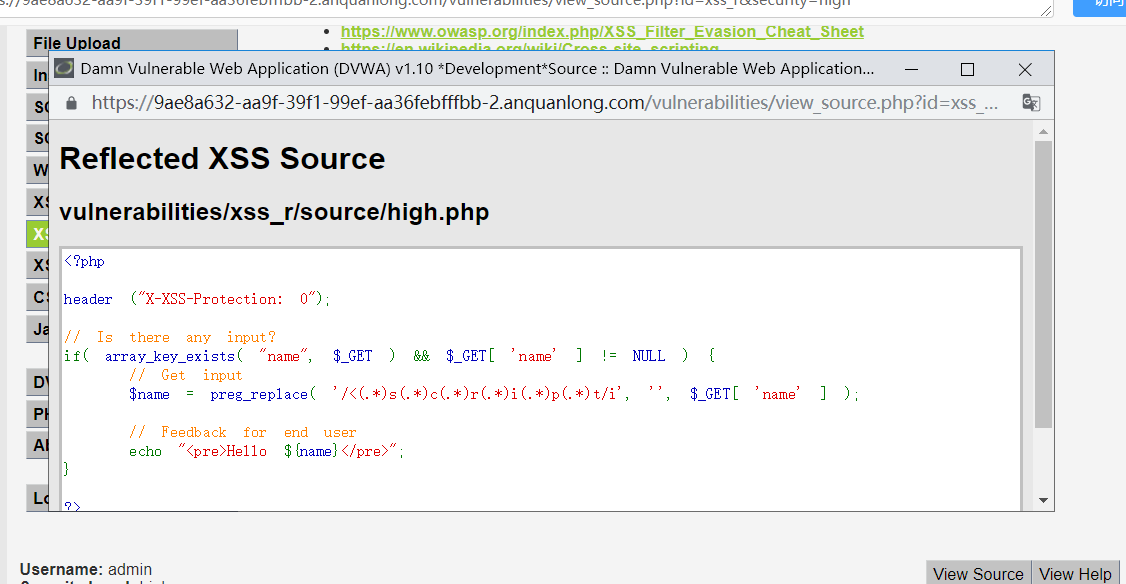 s://9ae8a632-aa9f-39f1-99ef-aa36febfffbb-2.anquanlong.com/vulnerabilities/view_source.php?id=xss_r&security=high
访问
File Upload
https://www.owasp.org/index.php/XSS_Filter_Evasion_Cheat_Sheet
https://en.wikipedia.org/wiki/Cross-site_scripting
Damn Vulnerable Web Application (DVWA) v1.10 *Development*Source :: Damn Vulnerable Web Application...
https://9ae8a632-aa9f-39f1-99ef-aa36febfffbb-2.anquanlong.com/vulnerabilities/view_source.php?id=xss_...
In
SQ
SQ
W
XS
XS
XS
CS
Ja
DV
PH
Ab
Lo
Reflected XSS Source
vulnerabilities/xss_r/source/high.php
<?php
header ("X-XSS-Protection: 0");
// Is there any input?
if( array_key_exists( "name", $_GET ) && $_GET[ 'name' ] != NULL ) {
// Get input
$name = preg_replace( '/<(.*)s(.*)c(.*)r(.*)i(.*)p(.*)t/i', '', $_GET[ 'name' ] );
// Feedback for end user
echo "<pre>Hello ${name}</pre>";
}
?>
Username: admin
View Source
View Help